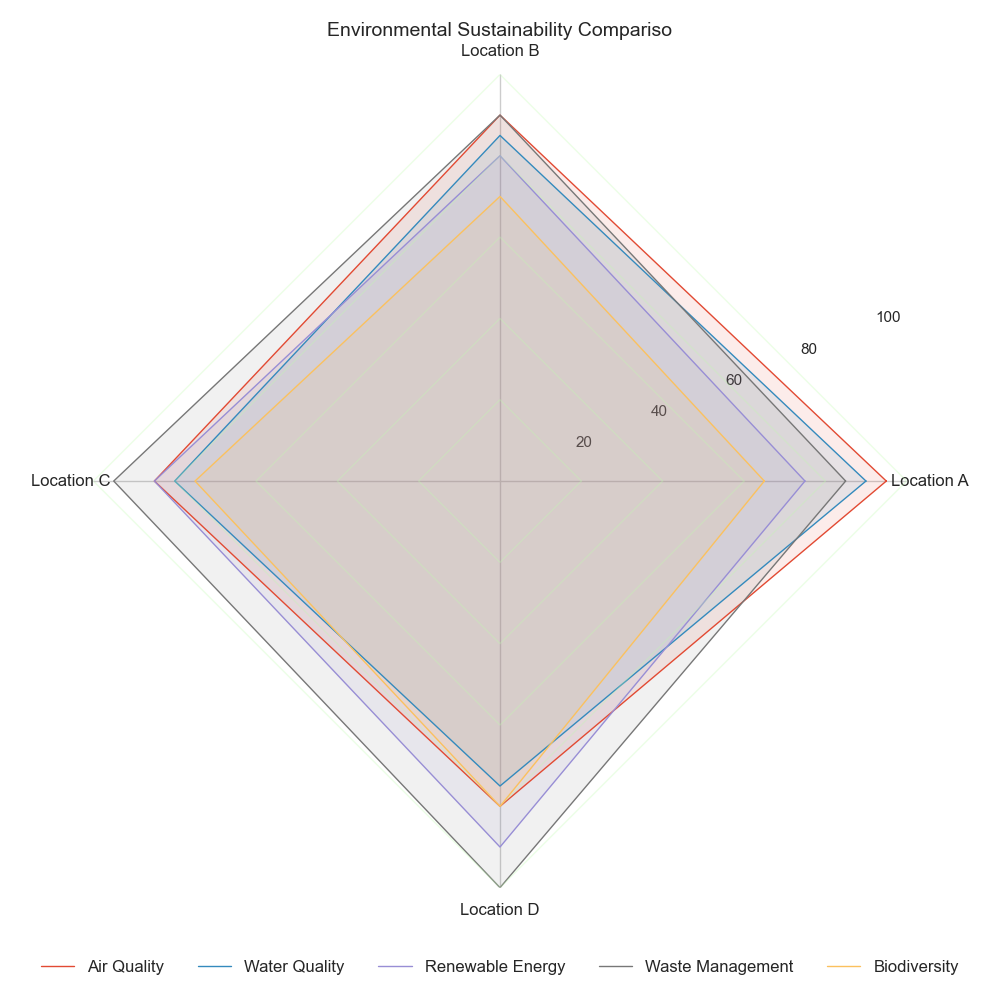 Environmental Sustainability Compariso
Location B
100
80
60
40
20
Location C
Location A
Location D
Air Quality
Water Quality
Renewable Energy
Waste Management
Biodiversity